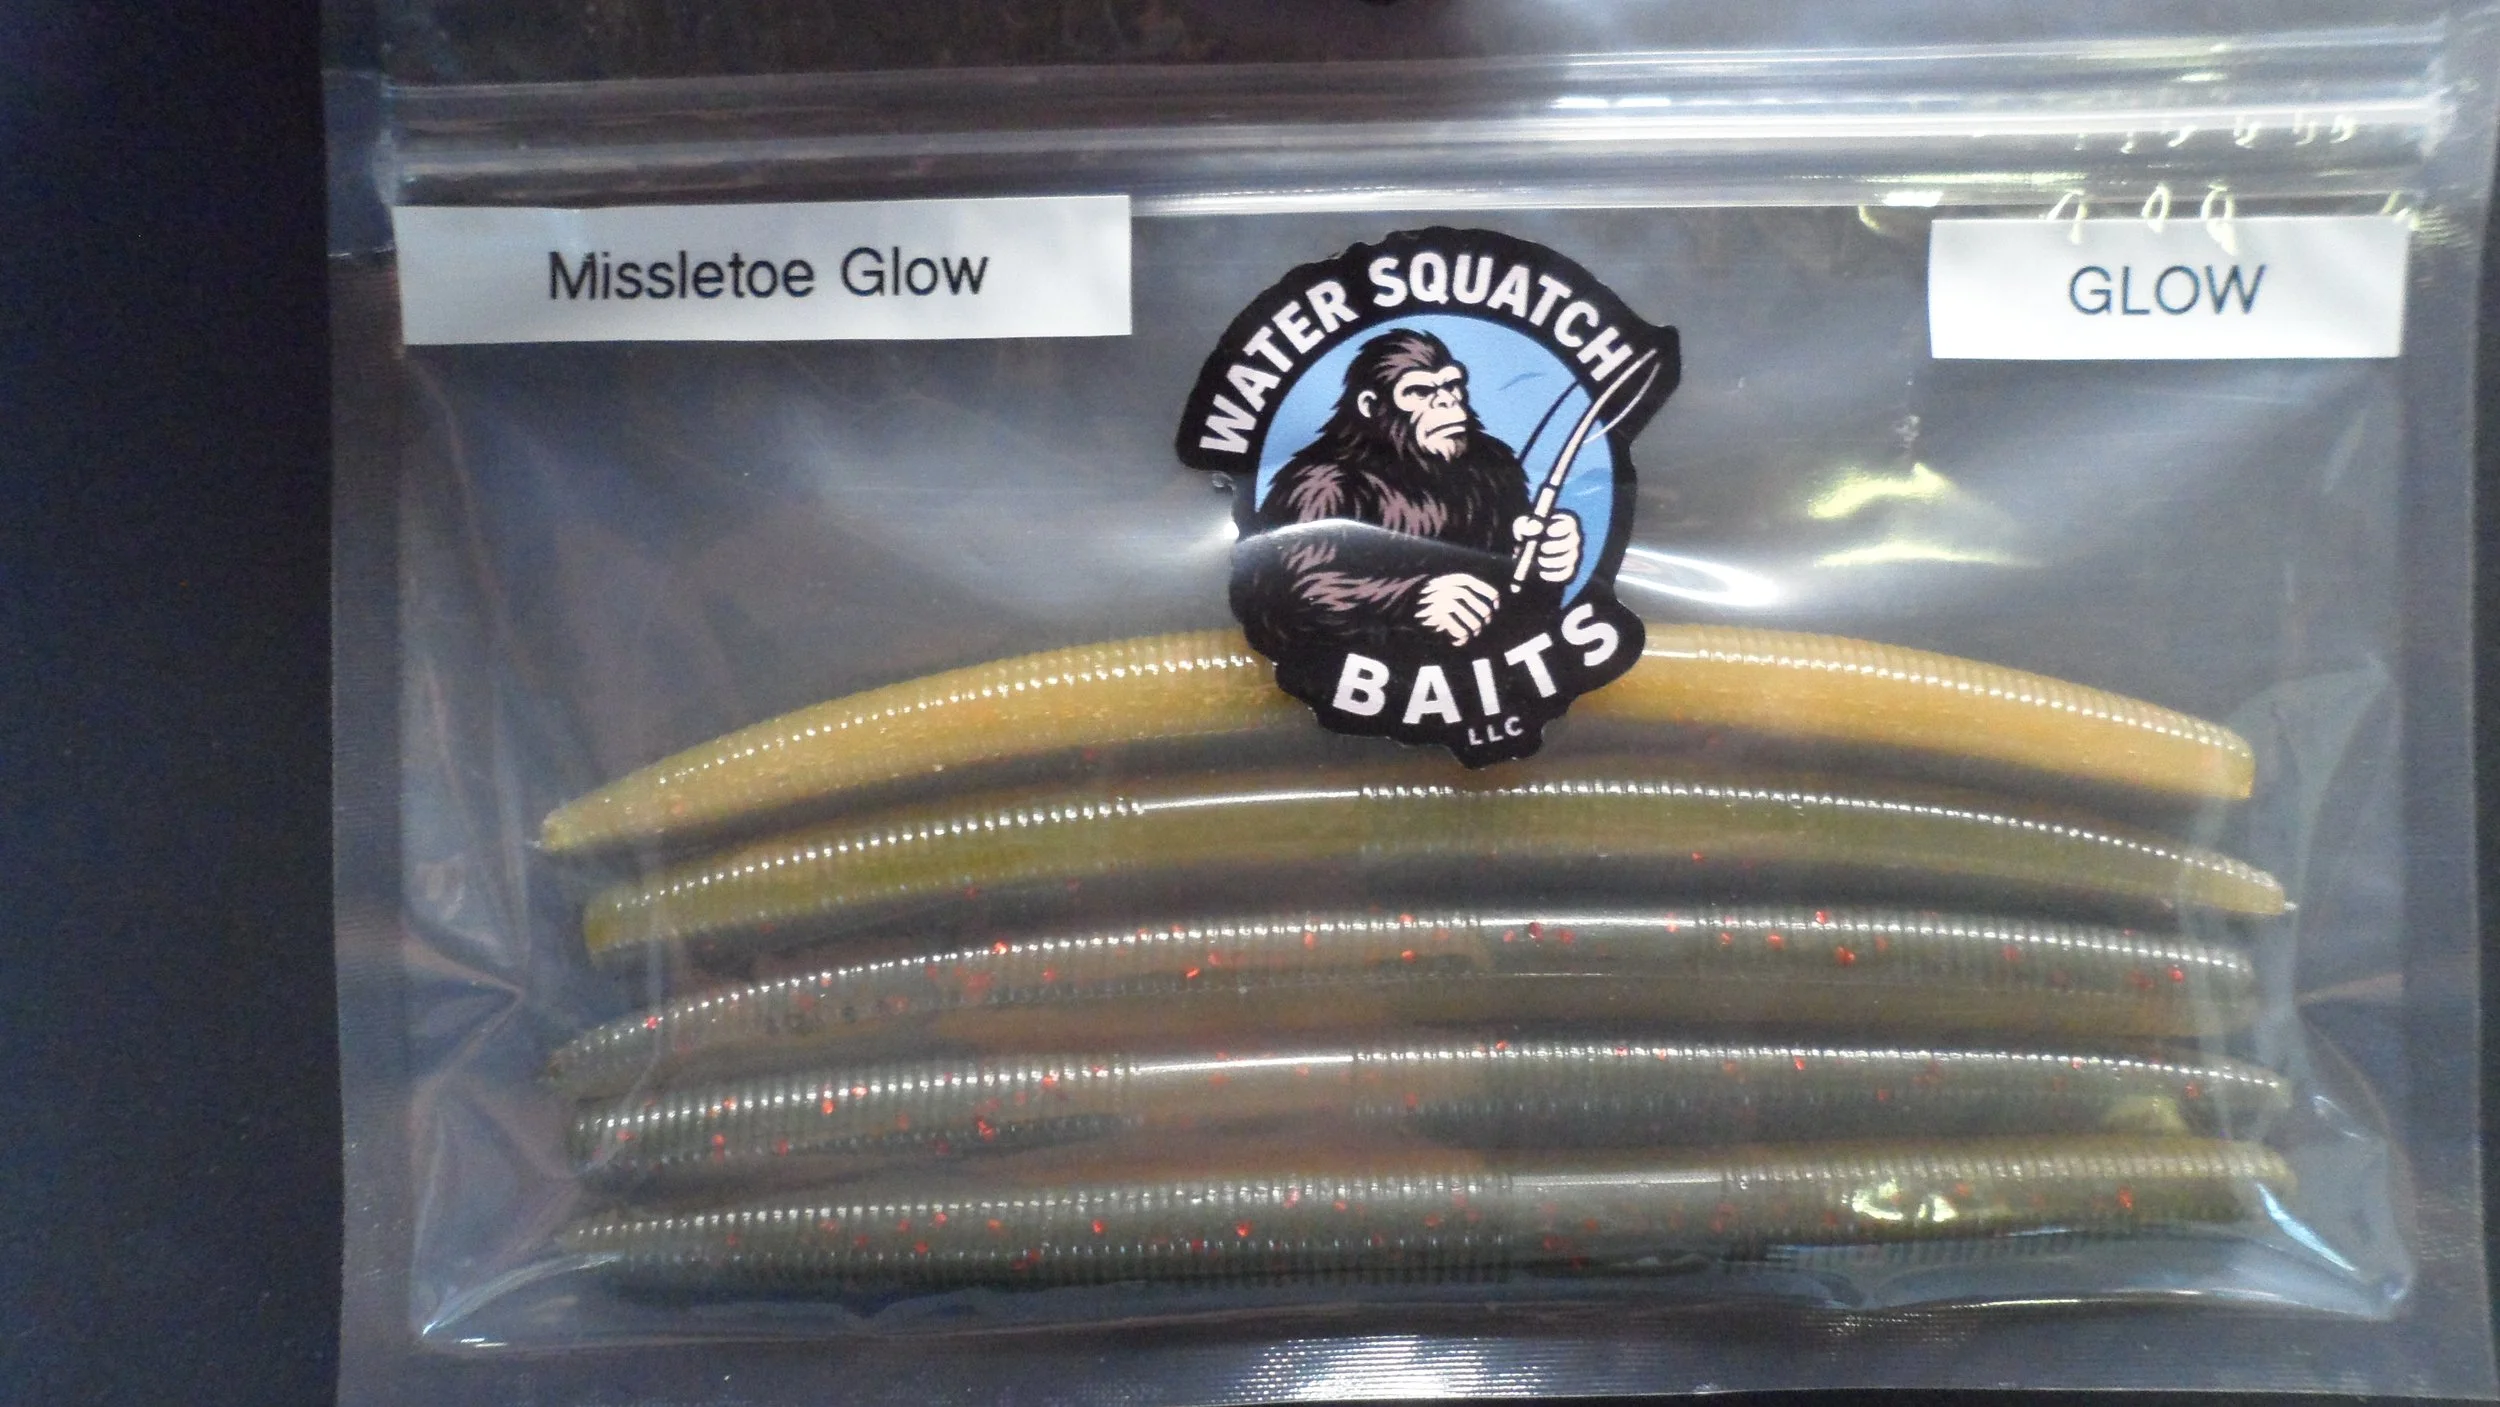 Missletoe Glow
WATER SQUATCH
BAITS
LLC
GLOW